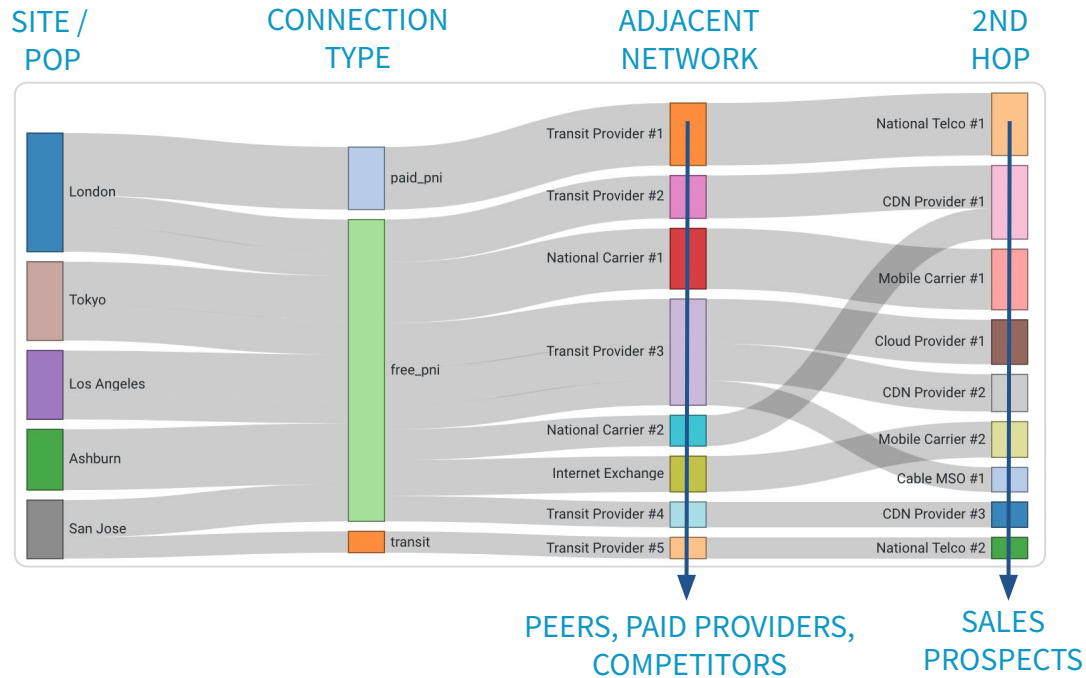 SITE /
POP
CONNECTION
TYPE
ADJACENT
NETWORK
2ND
HOP
London
Tokyo
Los Angeles
Ashburn
San Jose
paid_pni
free_pni
transit
Transit Provider #1
Transit Provider #2
National Carrier #1
Transit Provider #3
National Carrier #2
Internet Exchange
Transit Provider #4
Transit Provider #5
National Telco #1
CDN Provider #1
Mobile Carrier #1
Cloud Provider #1
CDN Provider #2
Mobile Carrier #2
Cable MSO #1
CDN Provider #3
National Telco #2
PEERS, PAID PROVIDERS,
COMPETITORS
SALES
PROSPECTS